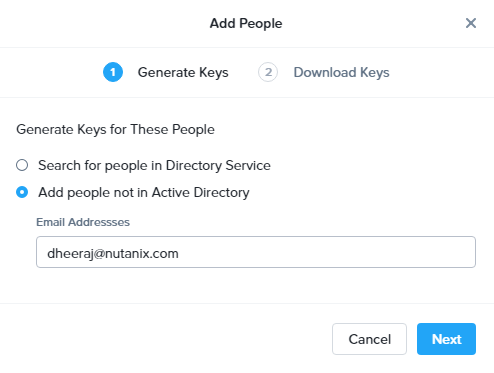 Add People
1 Generate Keys 2 Download Keys
Generate Keys for These People
Search for people in Directory Service
Add people not in Active Directory
Email Addressses
dheeraj@nutanix.com
Cancel Next